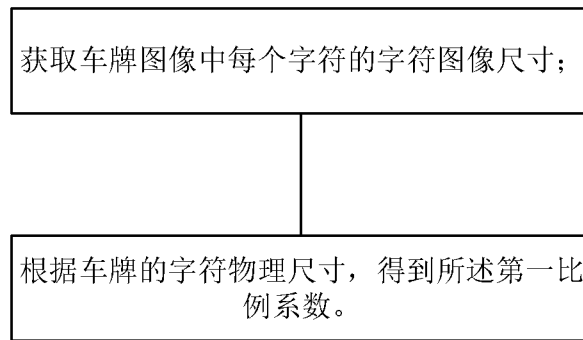 获取车牌图像中每个字符的字符图像尺寸；
根据车牌的字符物理尺寸，得到所述第一比
例系数。